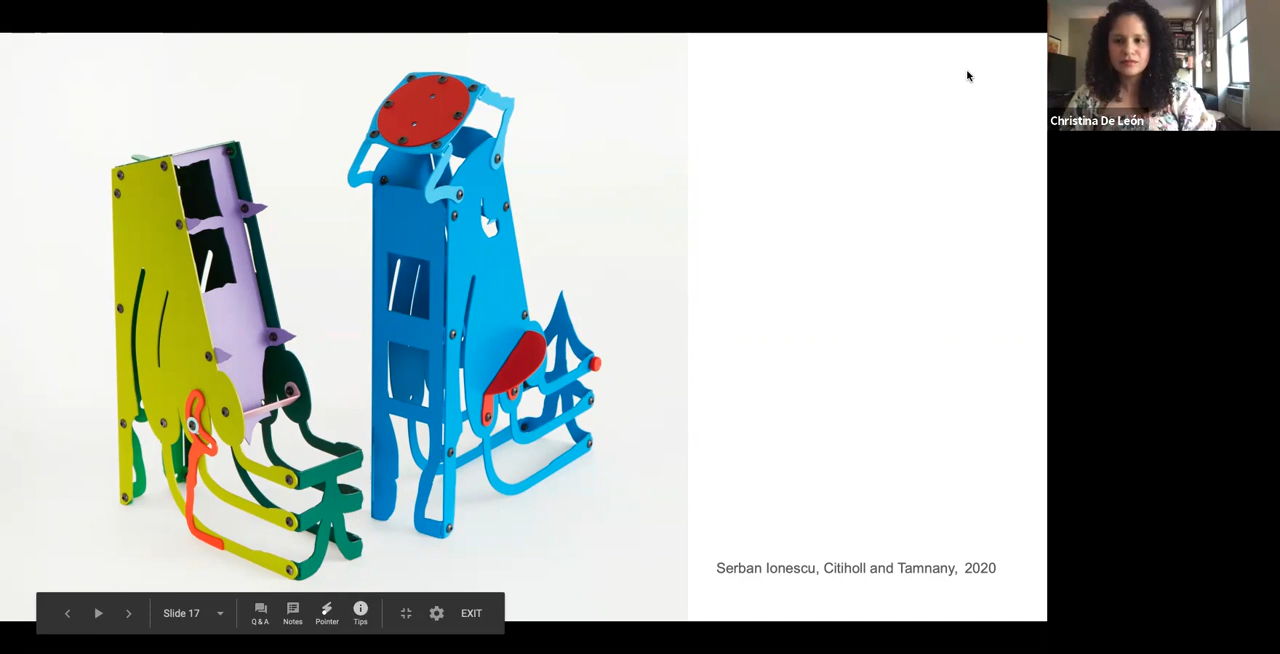 Christina De León
Serban Ionescu, Citiholl and Tamnany, 2020
Slide 17
Q & A
Notes
Pointer
Tips
EXIT